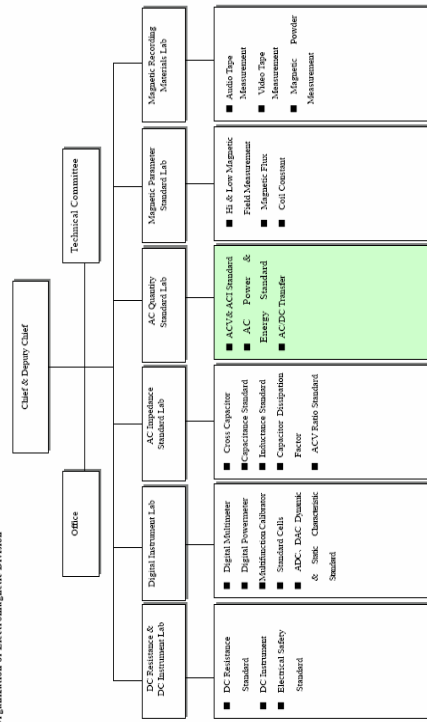 Chief & Deputy Chief
Office
Technical Committee
DC Resistance &
DC Instrument Lab
Digital Instrument Lab
AC Impedance
Standard Lab
AC Quantity
Standard Lab
Magnetic Parameter
Standard Lab
Magnetic Recording
Materials Lab
■ DC Resistance
Standard
■ DC Instrument
■ Electrical Safety
Standard
■ Digital Multimeter
■ Digital Powermeter
■ Multifunction Calibrator
■ Standard Cells
■ ADC, DAC Dynamic
& Static Characteristic
Standard
■ Cross Capacitor
■ Capacitance Standard
■ Inductance Standard
■ Capacitor Dissipation
Factor
■ ACV Ratio Standard
■ ACV& ACI Standard
■ AC Power &
Energy Standard
■ AC/DC Transfer
■ Hi & Low Magnetic
Field Measurement
■ Magnetic Flux
■ Coil Constant
■ Audio Tape
Measurement
■ Video Tape
Measurement
■ Magnetic Powder
Measurement